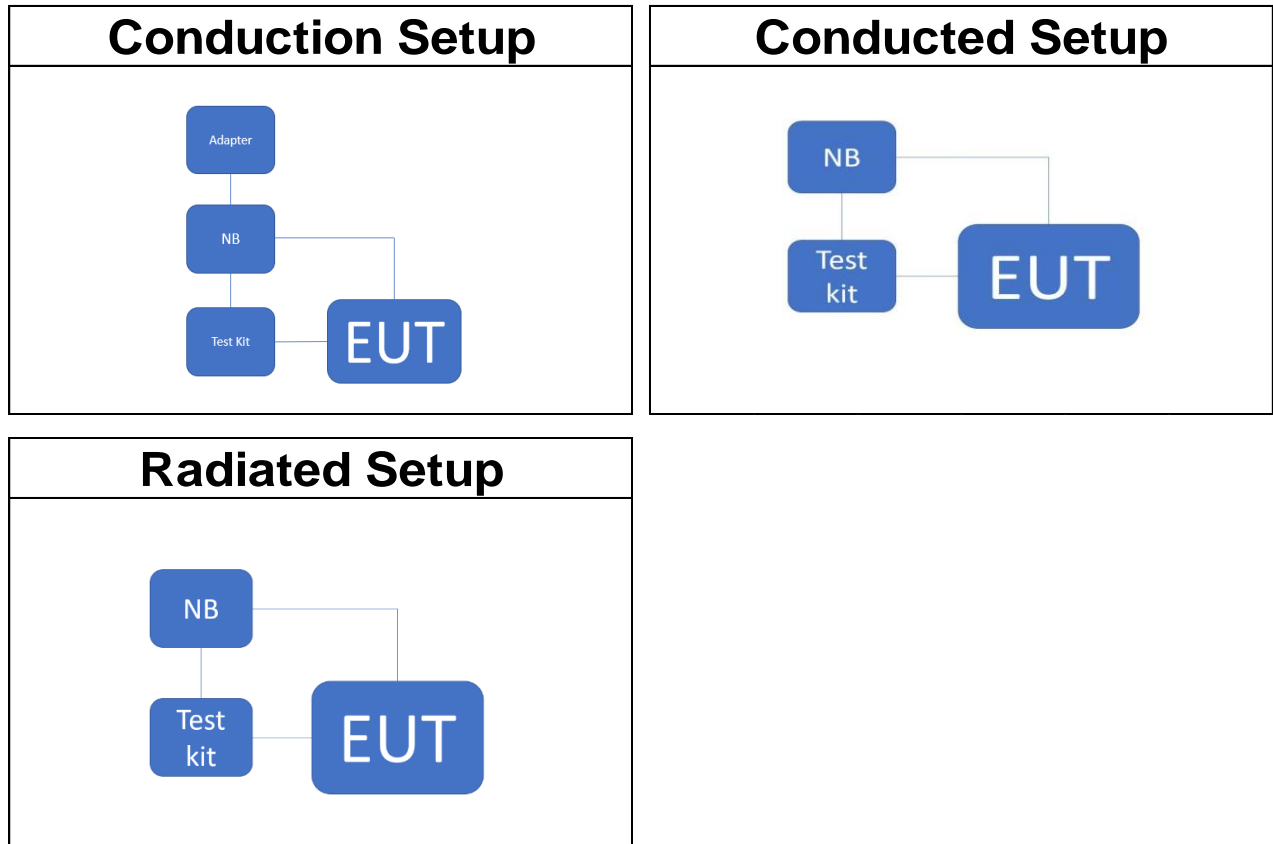 Conduction Setup
Adapter
NB
Test Kit
EUT
Conducted Setup
NB
Test
kit
EUT
Radiated Setup
NB
Test
kit
EUT